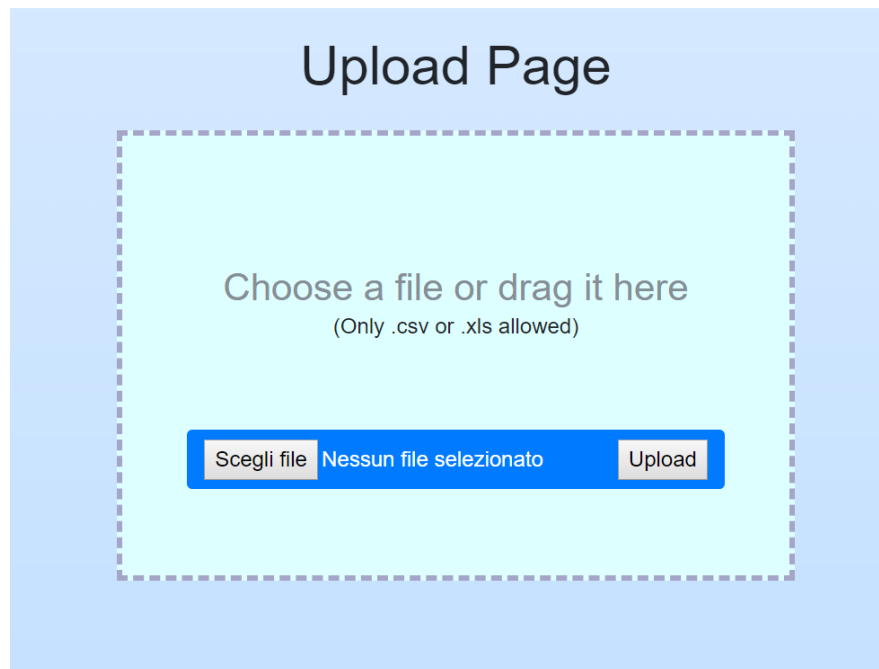 Upload Page
Choose a file or drag it here
(Only .csv or .xls allowed)
Scegli file Nessun file selezionato Upload